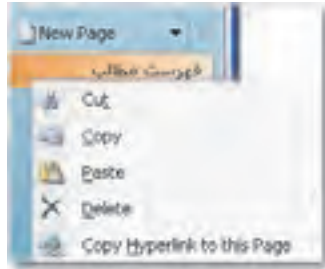 New Page
فهرست مطالب
Cut
Copy
Paste
Delete
Copy Hyperlink to this Page